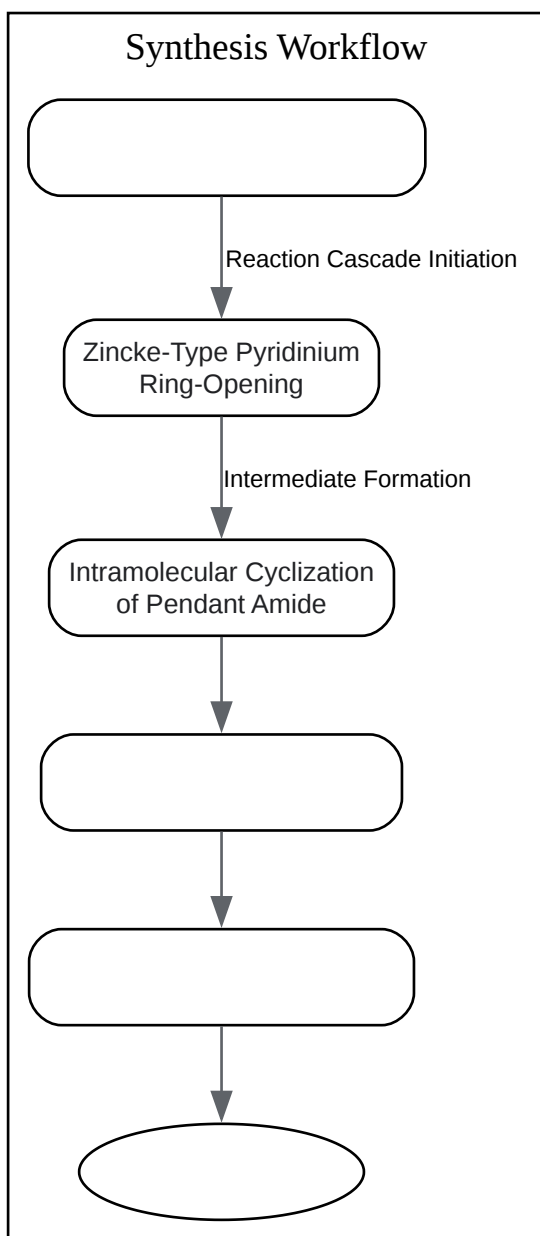 Synthesis Workflow
Reaction Cascade Initiation
Zincke-Type Pyridinium
Ring-Opening
Intermediate Formation
Intramolecular Cyclization
of Pendant Amide